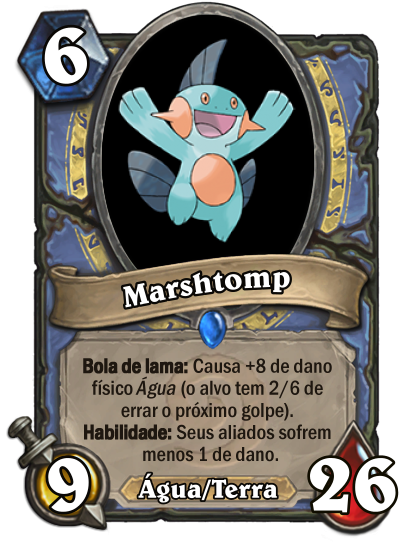 6
Marshtomp
Bola de lama: Causa +8 de dano
físico Água (o alvo tem 2/6 de
errar o próximo golpe).
Habilidade: Seus aliados sofrem
menos 1 de dano.
9
Água/Terra
26